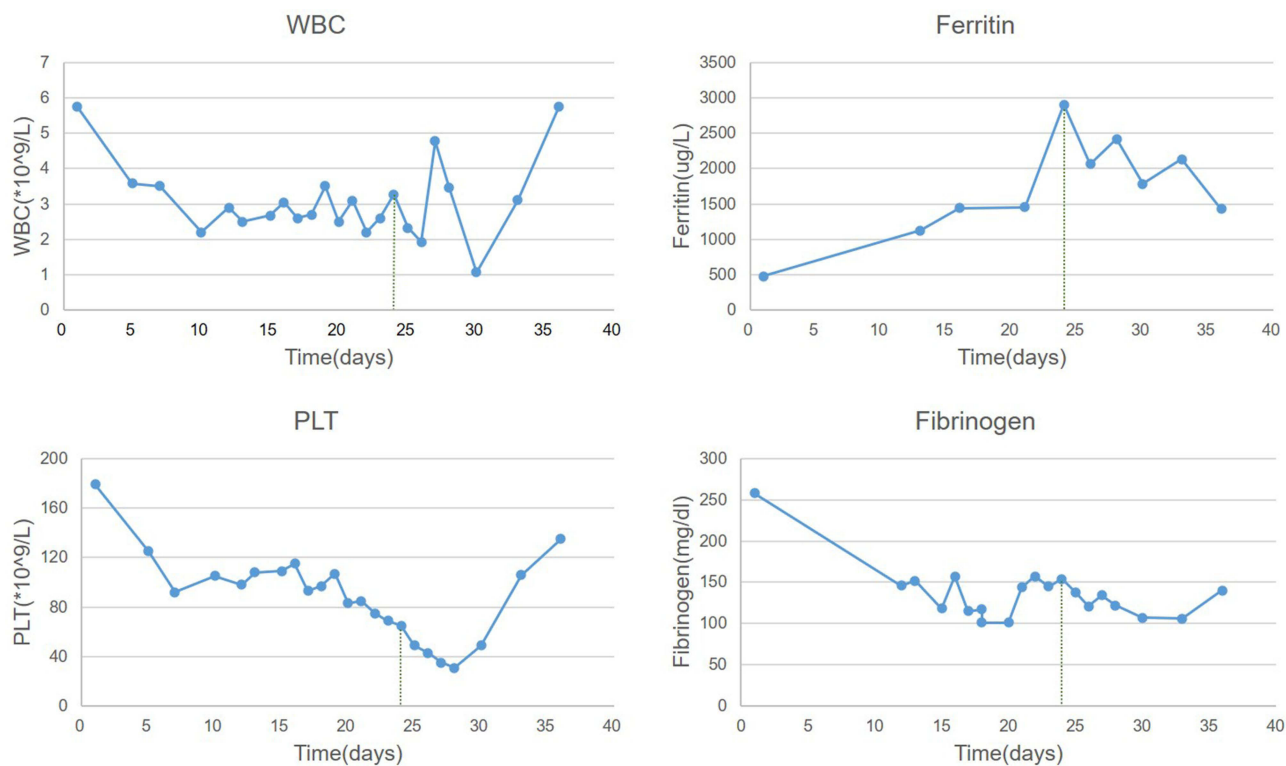 WBC
WBC(*10^9/L)
7
6
5
4
3
2
1
0
0 5 10 15 20 25 30 35 40
Time(days)
Ferritin
Ferritin(ug/L)
3500
3000
2500
2000
1500
1000
500
0
0 5 10 15 20 25 30 35 40
Time(days)
PLT
PLT(*10^9/L)
200
160
120
80
40
0
0 5 10 15 20 25 30 35 40
Time(days)
Fibrinogen
Fibrinogen(mg/dl)
300
250
200
150
100
50
0
0 5 10 15 20 25 30 35 40
Time(days)